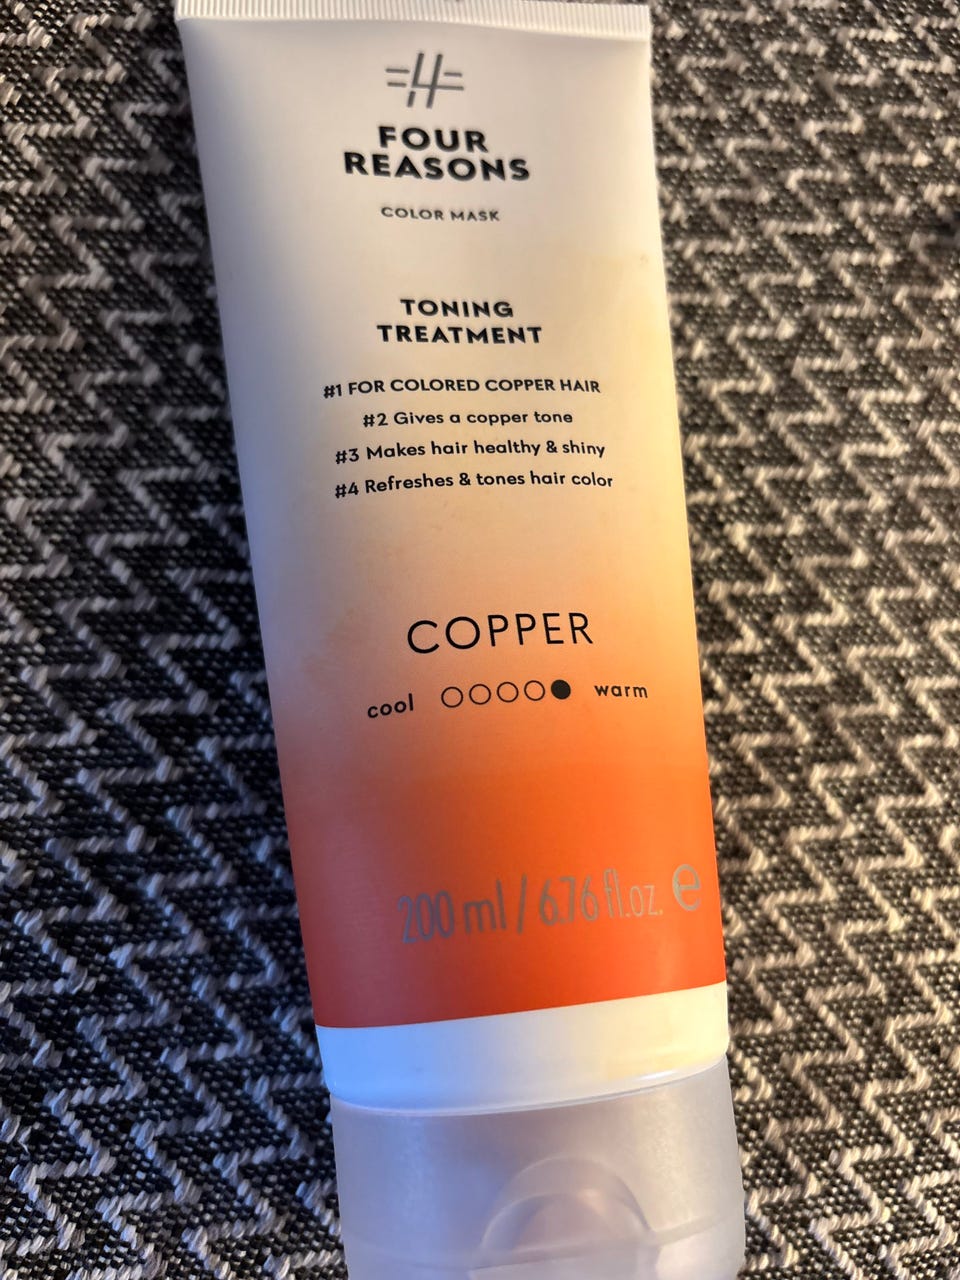 FOUR
REASONS
COLOR MASK
TONING
TREATMENT
#1 FOR COLORED COPPER HAIR
#2 Gives a copper tone
#3 Makes hair healthy & shiny
#4 Refreshes & tones hair color
COPPER
cool warm
200 ml / 6.76 fl.oz. e